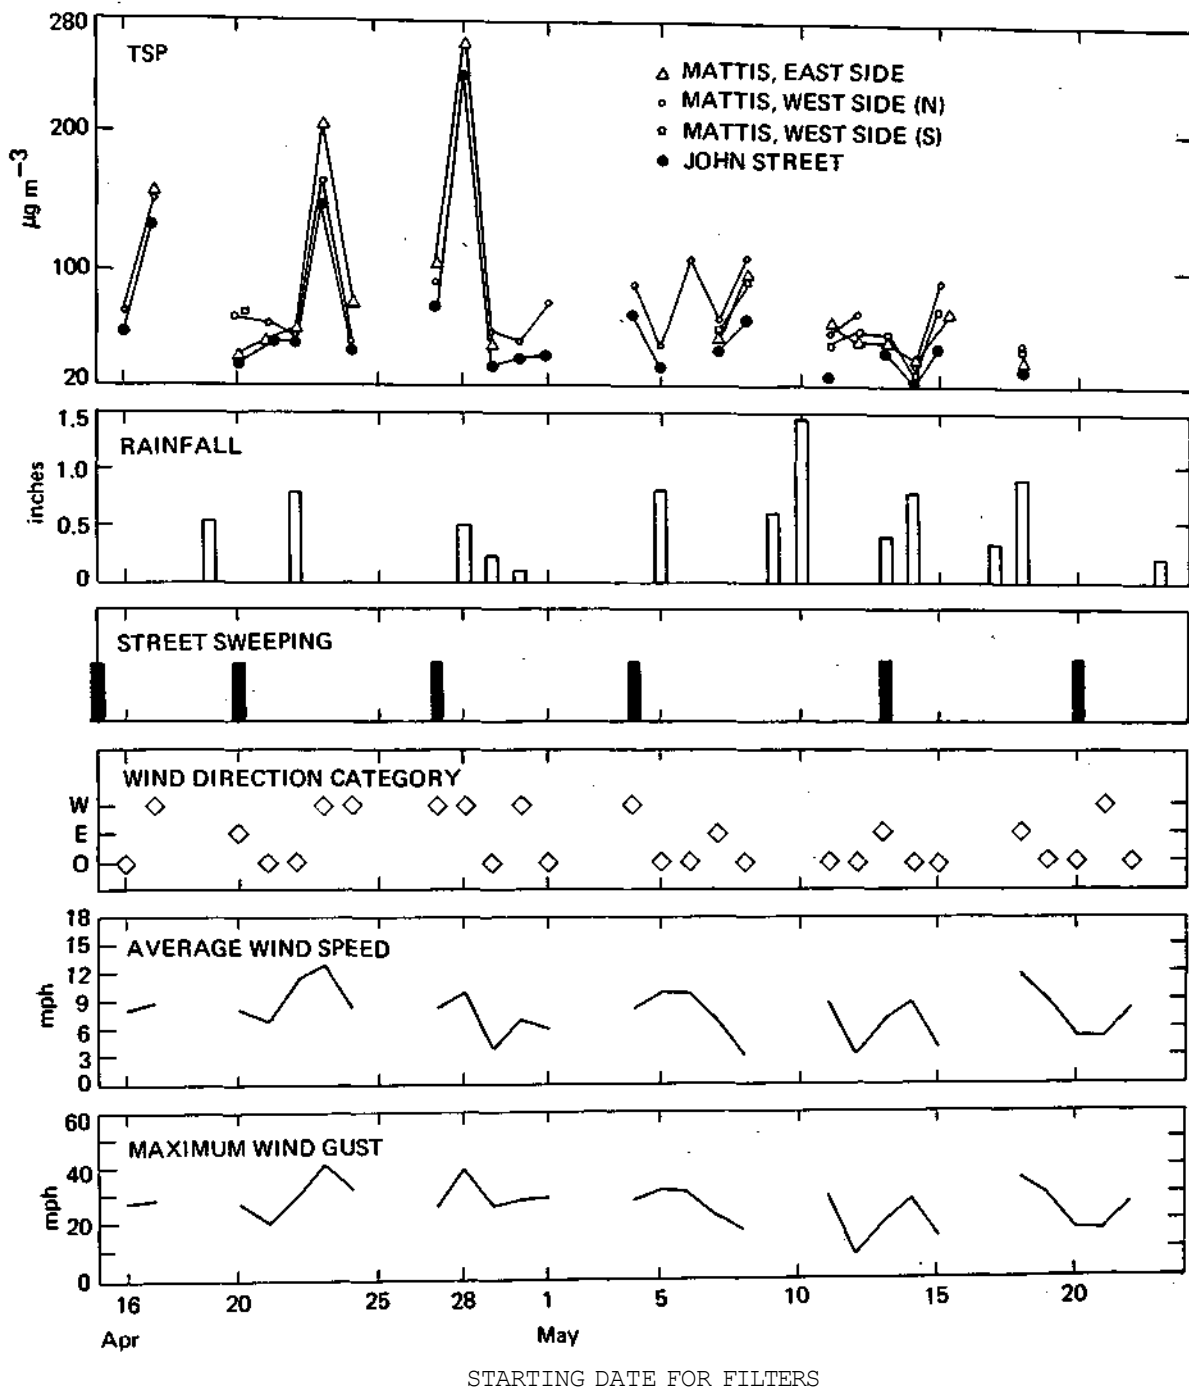 280
TSP
200
100
20
µg m−3
△ MATTIS, EAST SIDE
○ MATTIS, WEST SIDE (N)
□ MATTIS, WEST SIDE (S)
● JOHN STREET
1.5
RAINFALL
1.0
0.5
0
inches
STREET SWEEPING
WIND DIRECTION CATEGORY
W
E
O
18
AVERAGE WIND SPEED
15
12
9
6
3
0
mph
60
MAXIMUM WIND GUST
40
20
0
mph
16 20 25 28 1 5 10 15 20
Apr May
STARTING DATE FOR FILTERS